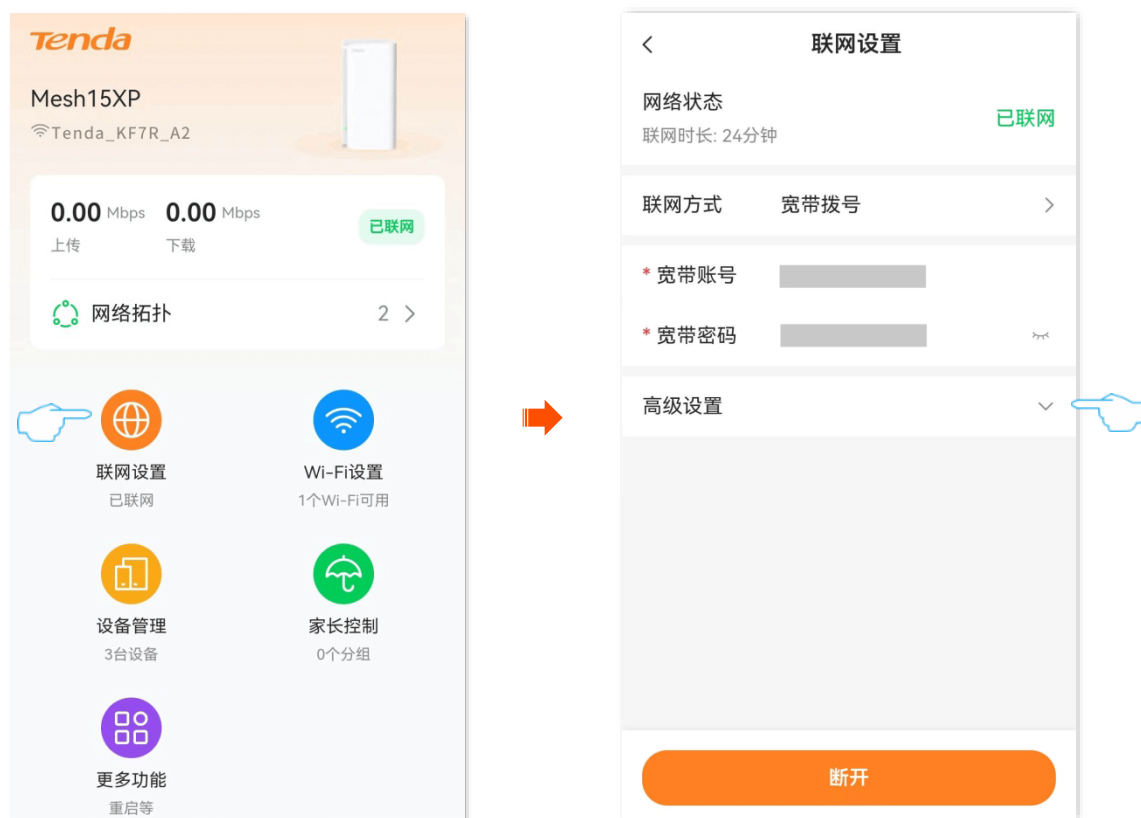 Tenda
Mesh15XP
Tenda_KF7R_A2
0.00 Mbps 0.00 Mbps
上传 下载
已联网
网络拓扑 2
联网设置 Wi-Fi设置
已联网 1个Wi-Fi可用
设备管理 家长控制
3台设备 0个分组
更多功能
重启等
联网设置
网络状态
联网时长: 24分钟
已联网
联网方式 宽带拨号
* 宽带账号
* 宽带密码
高级设置
断开